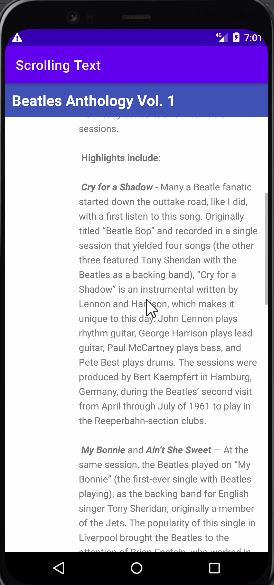 4G 7:01
Scrolling Text
Beatles Anthology Vol. 1
sessions.
Highlights include:
Cry for a Shadow - Many a Beatle fanatic
started down the outtake road, like I did,
with a first listen to this song. Originally
titled “Beatle Bop” and recorded in a single
session that yielded four songs (the other
three featured Tony Sheridan with the
Beatles as a backing band), “Cry for a
Shadow” is an instrumental written by
Lennon and Harrison, which makes it
unique to this day. John Lennon plays
rhythm guitar, George Harrison plays lead
guitar, Paul McCartney plays bass, and
Pete Best plays drums. The sessions were
produced by Bert Kaempfert in Hamburg,
Germany, during the Beatles’ second visit
from April through July of 1961 to play in
the Reeperbahn-section clubs.
My Bonnie and Ain’t She Sweet — At the
same session, the Beatles played on “My
Bonnie” (the first-ever single with Beatles
playing), as the backing band for English
singer Tony Sheridan, originally a member
of the Jets. The popularity of this single in
Liverpool brought the Beatles to the
attention of Brian Epstein, who worked in